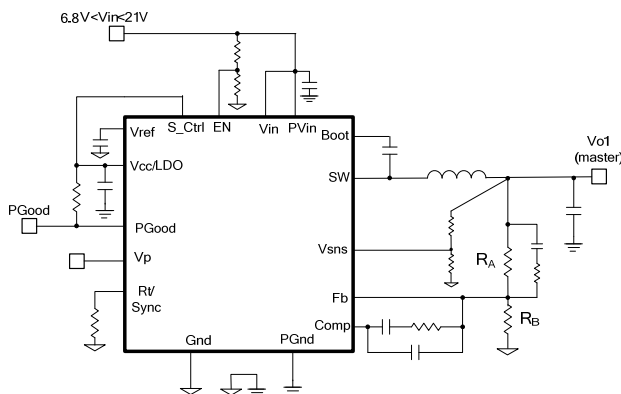 6.8V<Vin<21V
S_Ctrl EN Vin PVin
Vref
Boot
Vcc/LDO
SW
Vo1
(master)
PGood
PGood
Vsns
RA
Vp
Rt/
Sync
Fb
RB
Comp
Gnd PGnd